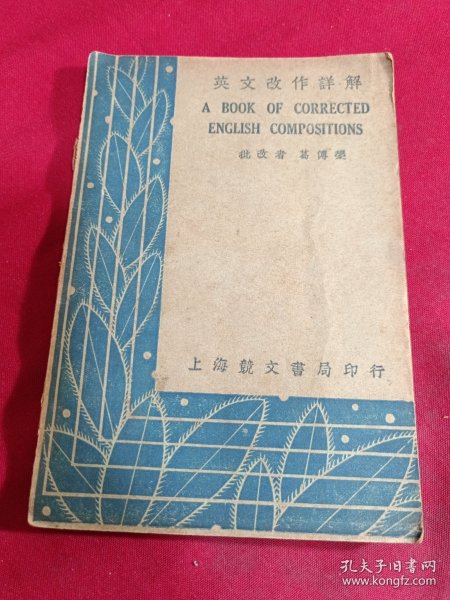 英文改作詳解
A BOOK OF CORRECTED
ENGLISH COMPOSITIONS
批改者 葛傳槼
上海競文書局印行
孔夫子旧书网
www.kongfz.com